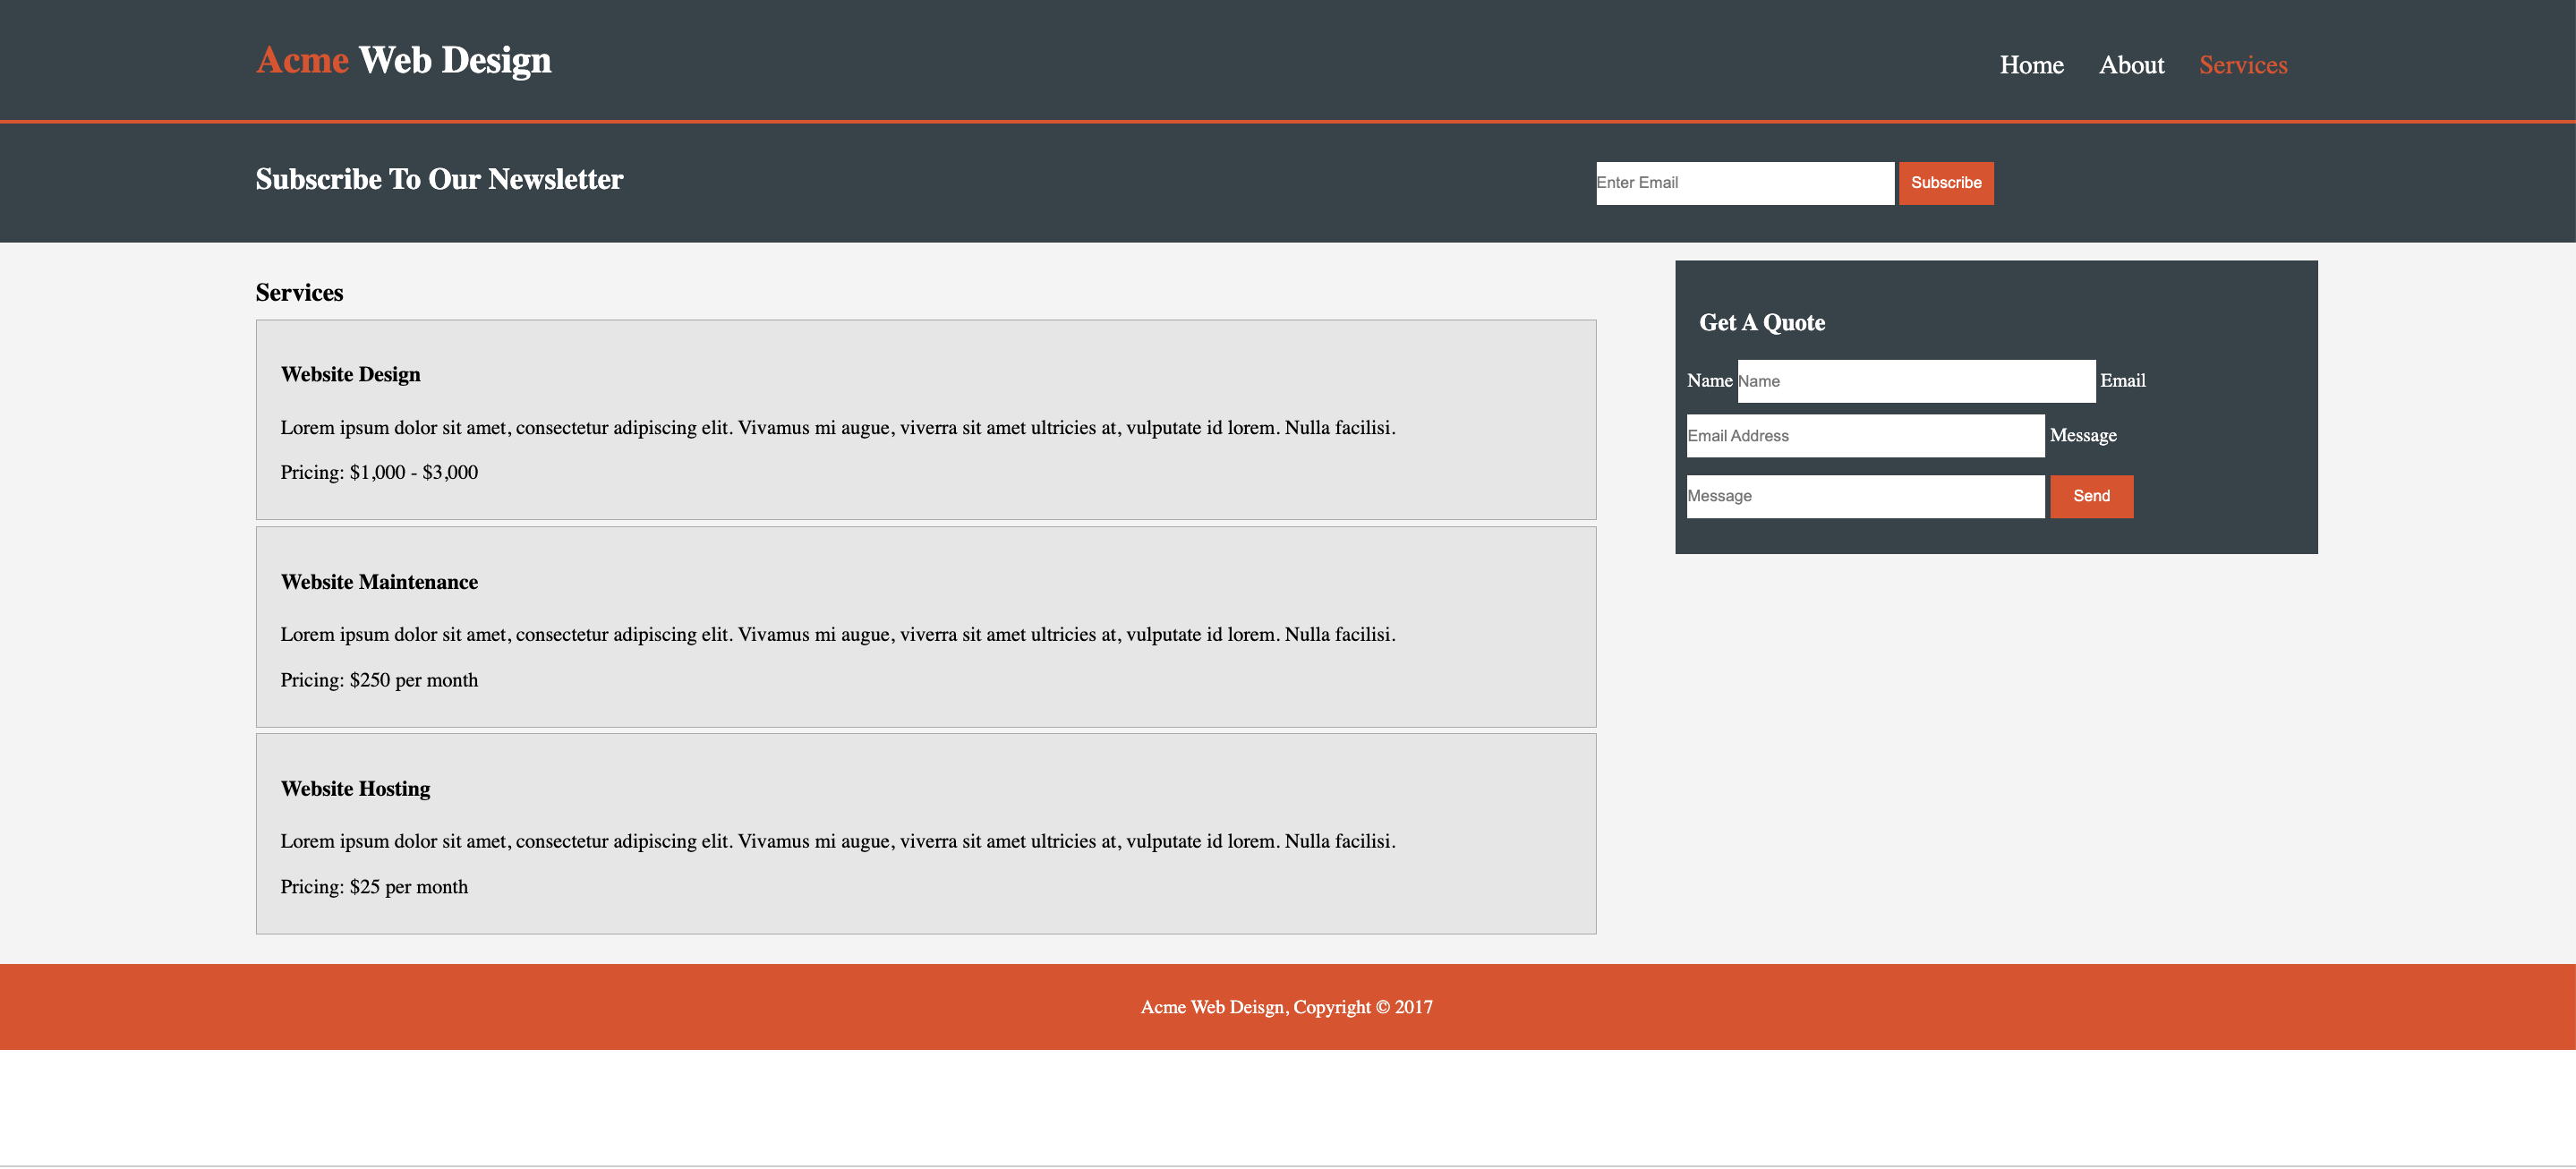 Acme Web Design
Home About Services
Subscribe To Our Newsletter
Enter Email Subscribe
Services
Website Design
Lorem ipsum dolor sit amet, consectetur adipiscing elit. Vivamus mi augue, viverra sit amet ultricies at, vulputate id lorem. Nulla facilisi.
Pricing: $1,000 - $3,000
Website Maintenance
Lorem ipsum dolor sit amet, consectetur adipiscing elit. Vivamus mi augue, viverra sit amet ultricies at, vulputate id lorem. Nulla facilisi.
Pricing: $250 per month
Website Hosting
Lorem ipsum dolor sit amet, consectetur adipiscing elit. Vivamus mi augue, viverra sit amet ultricies at, vulputate id lorem. Nulla facilisi.
Pricing: $25 per month
Get A Quote
Name Name Email
Email Address Message
Message Send
Acme Web Deisgn, Copyright © 2017